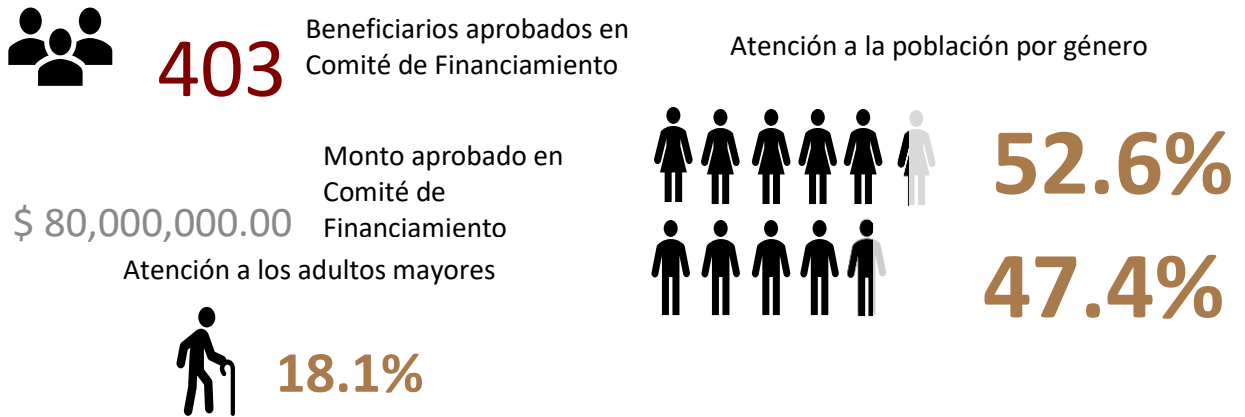 403
Beneficiarios aprobados en
Comité de Financiamiento
$ 80,000,000.00
Monto aprobado en
Comité de
Financiamiento
Atención a los adultos mayores
18.1%
Atención a la población por género
52.6%
47.4%